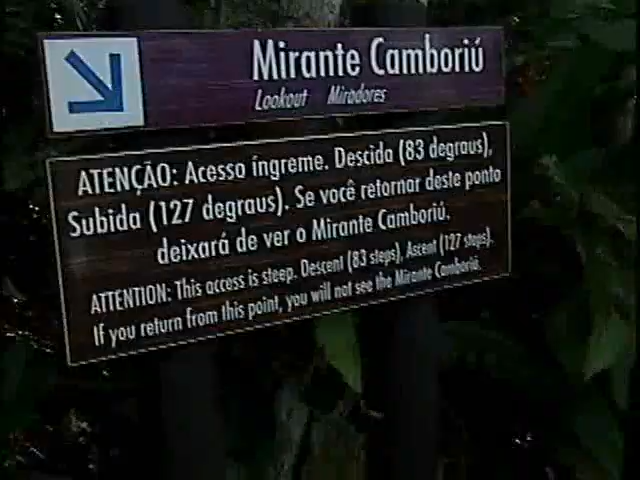 Mirante Camboriú
Lookout Miradores
ATENÇÃO: Acesso íngreme. Descida (83 degraus),
Subida (127 degraus). Se você retornar deste ponto
deixará de ver o Mirante Camboriú.
ATTENTION: This access is steep. Descent (83 steps), Ascent (127 steps).
If you return from this point, you will not see the Mirante Camboriú.